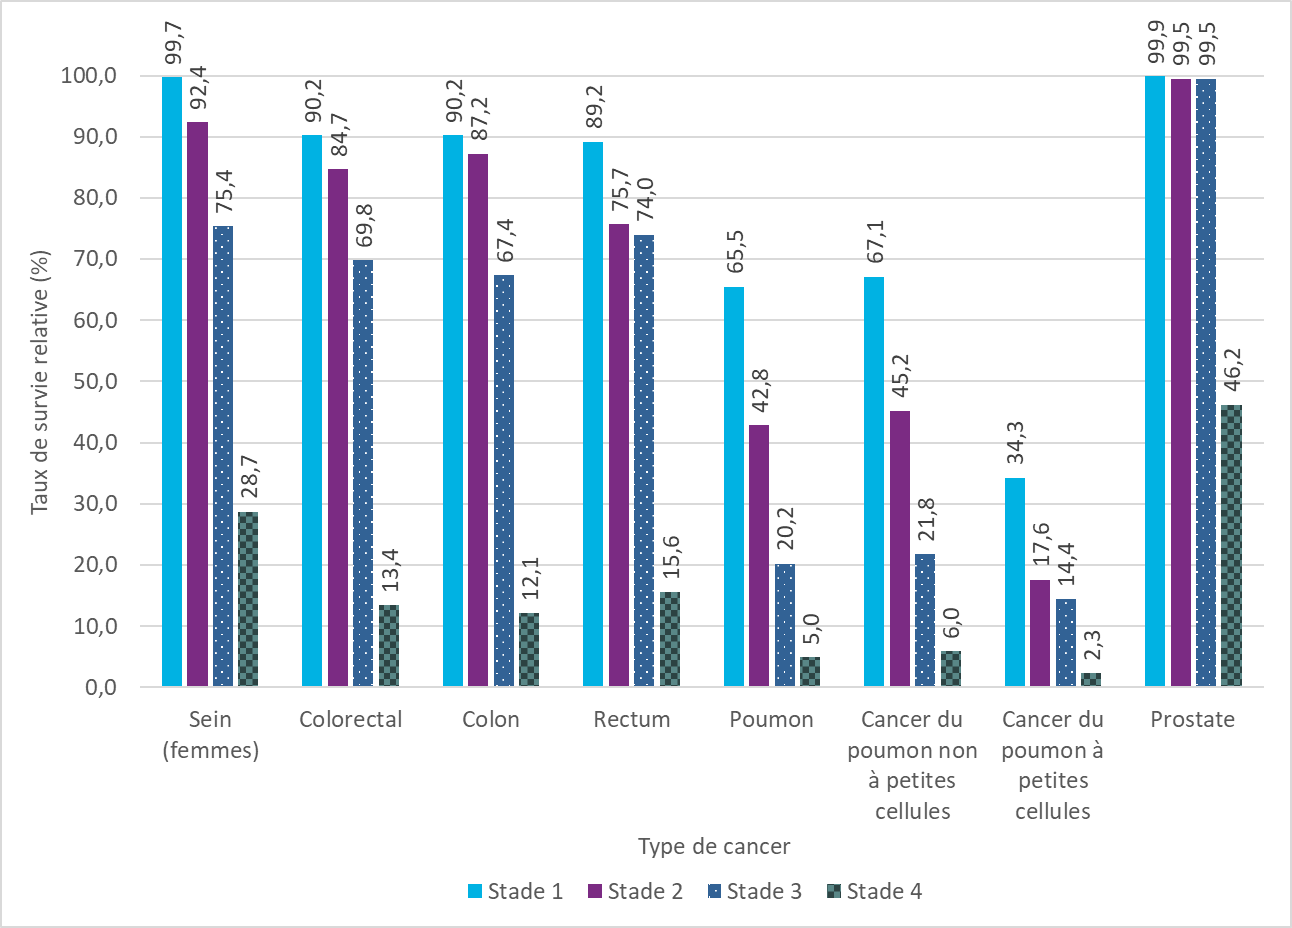 99,7
92,4
75,4
28,7
90,2
84,7
69,8
13,4
90,2
87,2
67,4
12,1
89,2
75,7
74,0
15,6
65,5
42,8
20,2
5,0
67,1
45,2
21,8
6,0
34,3
17,6
14,4
2,3
99,9
99,5
99,5
46,2
100,0
90,0
80,0
70,0
60,0
50,0
40,0
30,0
20,0
10,0
0,0
Taux de survie relative (%)
Sein
(femmes)
Colorectal
Colon
Rectum
Poumon
Cancer du
poumon non
à petites
cellules
Cancer du
poumon à
petites
cellules
Prostate
Type de cancer
Stade 1
Stade 2
Stade 3
Stade 4